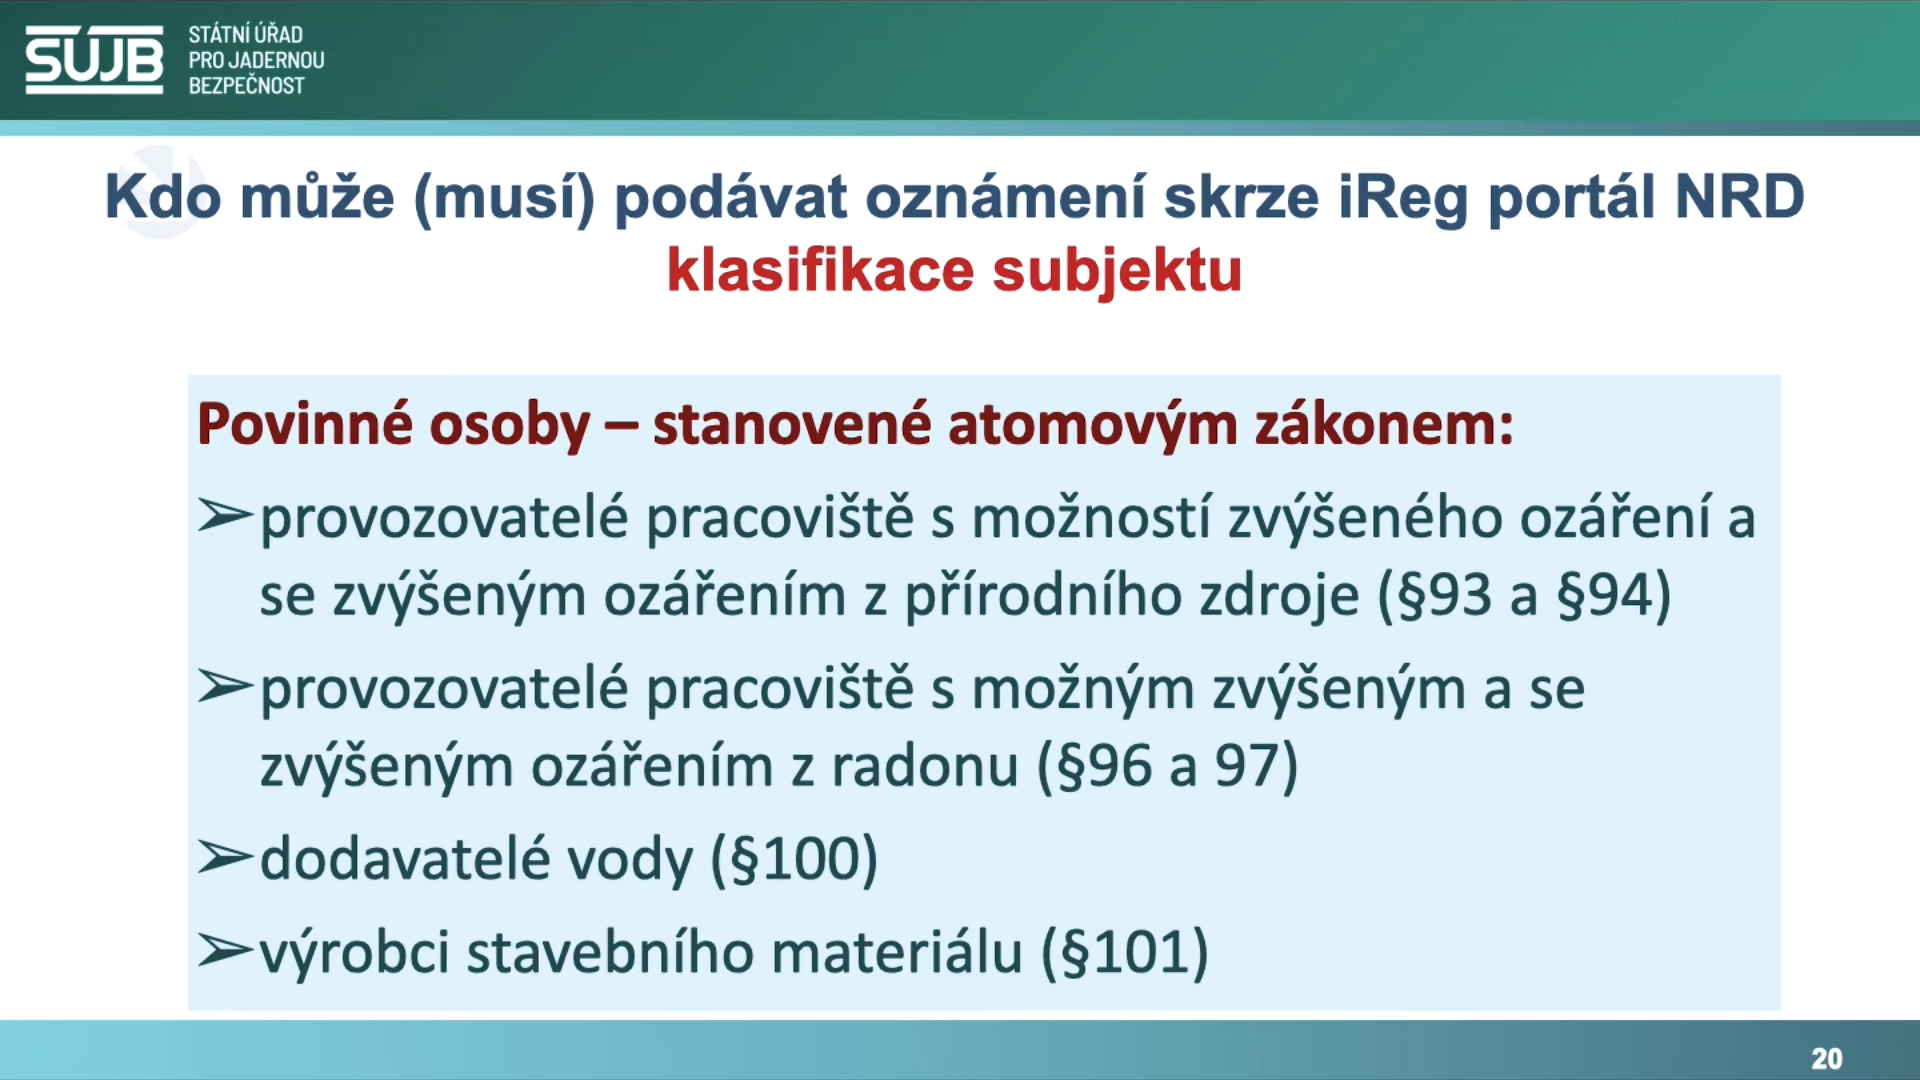 SÚJB
STÁTNÍ ÚŘAD
PRO JADERNOU
BEZPEČNOST
Kdo může (musí) podávat oznámení skrze iReg portál NRD
klasifikace subjektu
Povinné osoby – stanovené atomovým zákonem:
➢provozovatelé pracoviště s možností zvýšeného ozáření a
se zvýšeným ozářením z přírodního zdroje (§93 a §94)
➢provozovatelé pracoviště s možným zvýšeným a se
zvýšeným ozářením z radonu (§96 a 97)
➢dodavatelé vody (§100)
➢výrobci stavebního materiálu (§101)
20